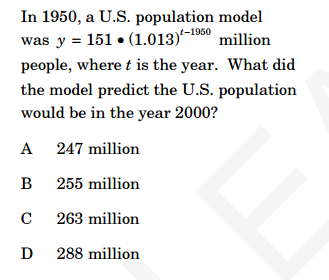 In 1950, a U.S. population model
was y = 151 • (1.013)^{t−1950} million
people, where t is the year. What did
the model predict the U.S. population
would be in the year 2000?
A 247 million
B 255 million
C 263 million
D 288 million